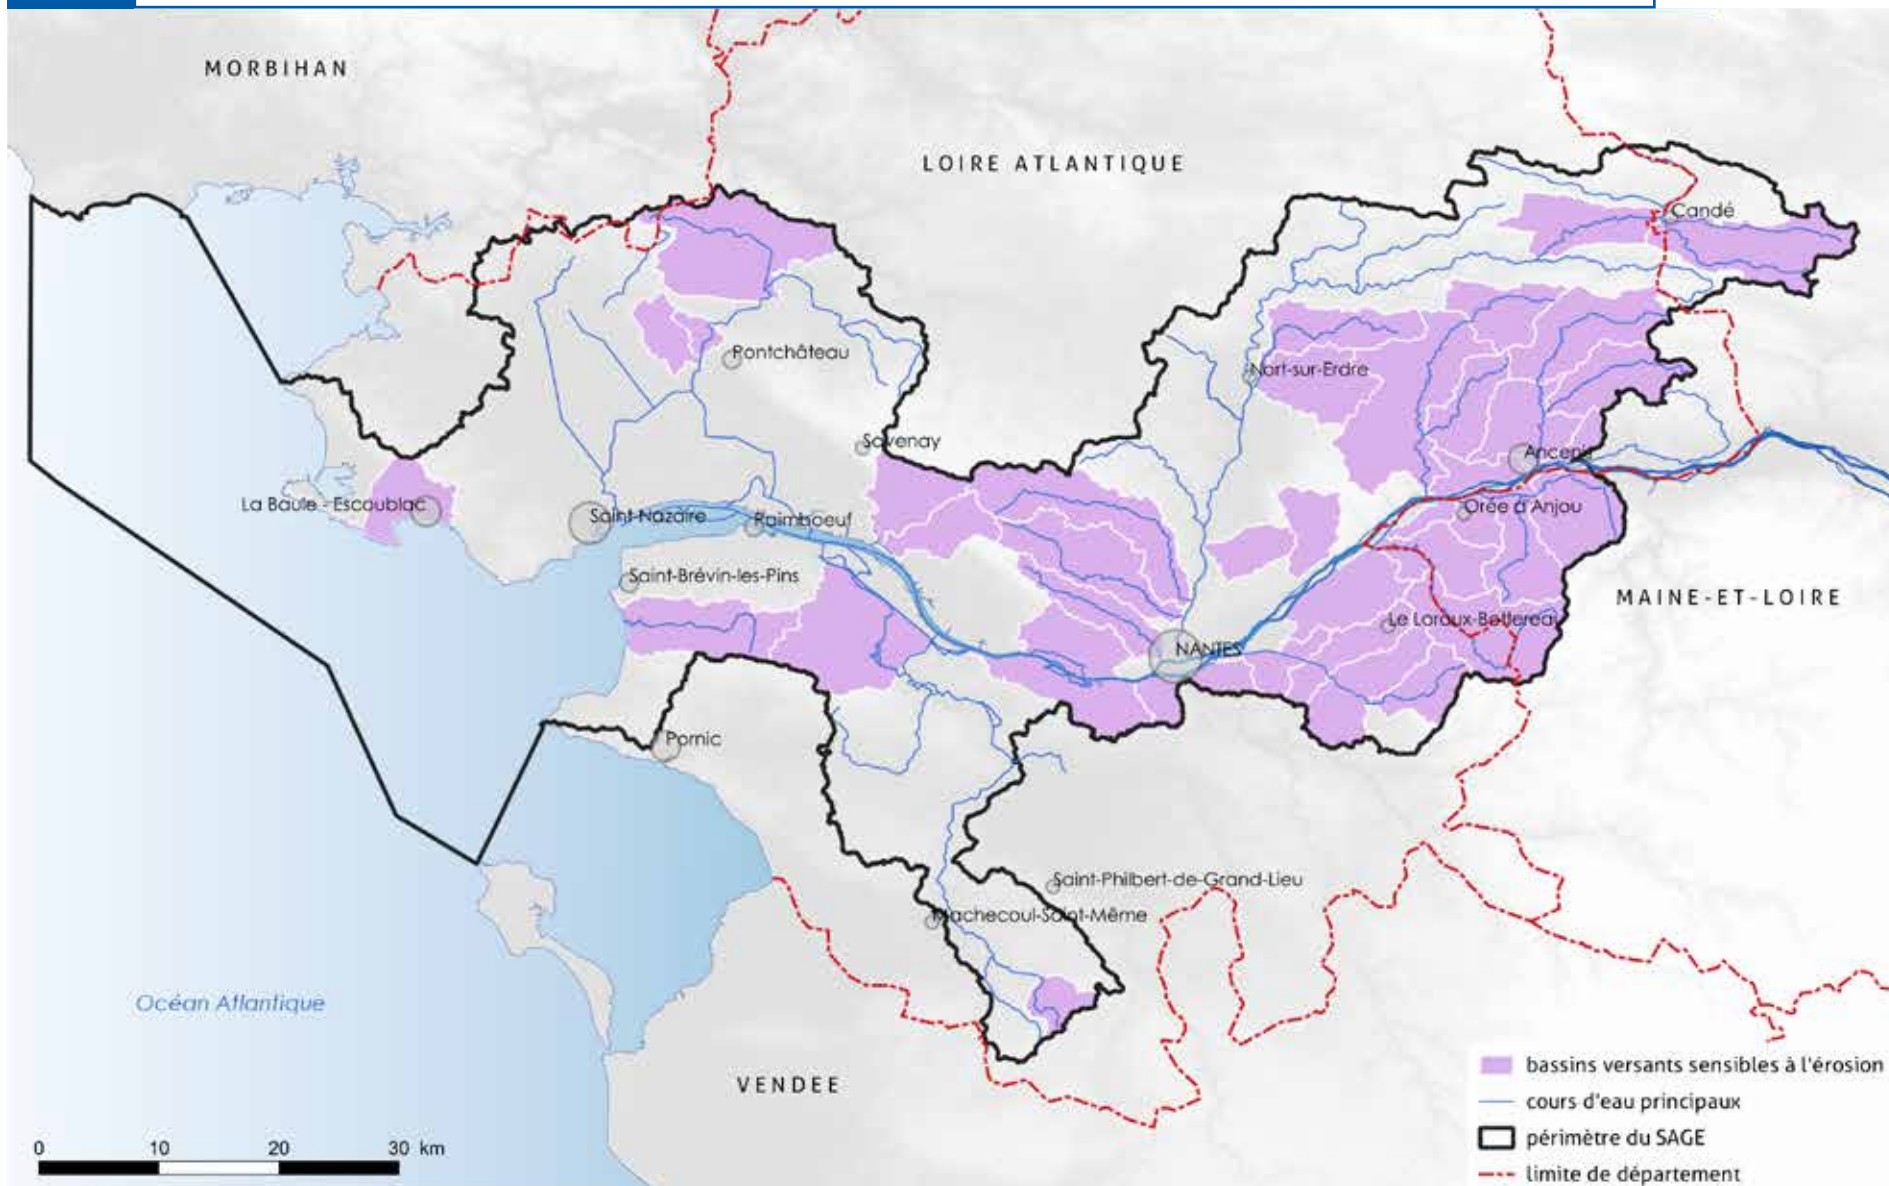 MORBIHAN
LOIRE ATLANTIQUE
Candé
Pontchâteau
Nort-sur-Erdre
Savenay
Ancenis
La Baule - Escoublac
Saint-Nazaire
Paimboeuf
Orée d'Anjou
Saint-Brévin-les-Pins
MAINE-ET-LOIRE
Le Loroux-Bottereau
NANTES
Pornic
Saint-Philbert-de-Grand-Lieu
Machecoul-Saint-Même
Océan Atlantique
VENDEE
bassins versants sensibles à l'érosion
cours d'eau principaux
périmètre du SAGE
limite de département
0 10 20 30 km